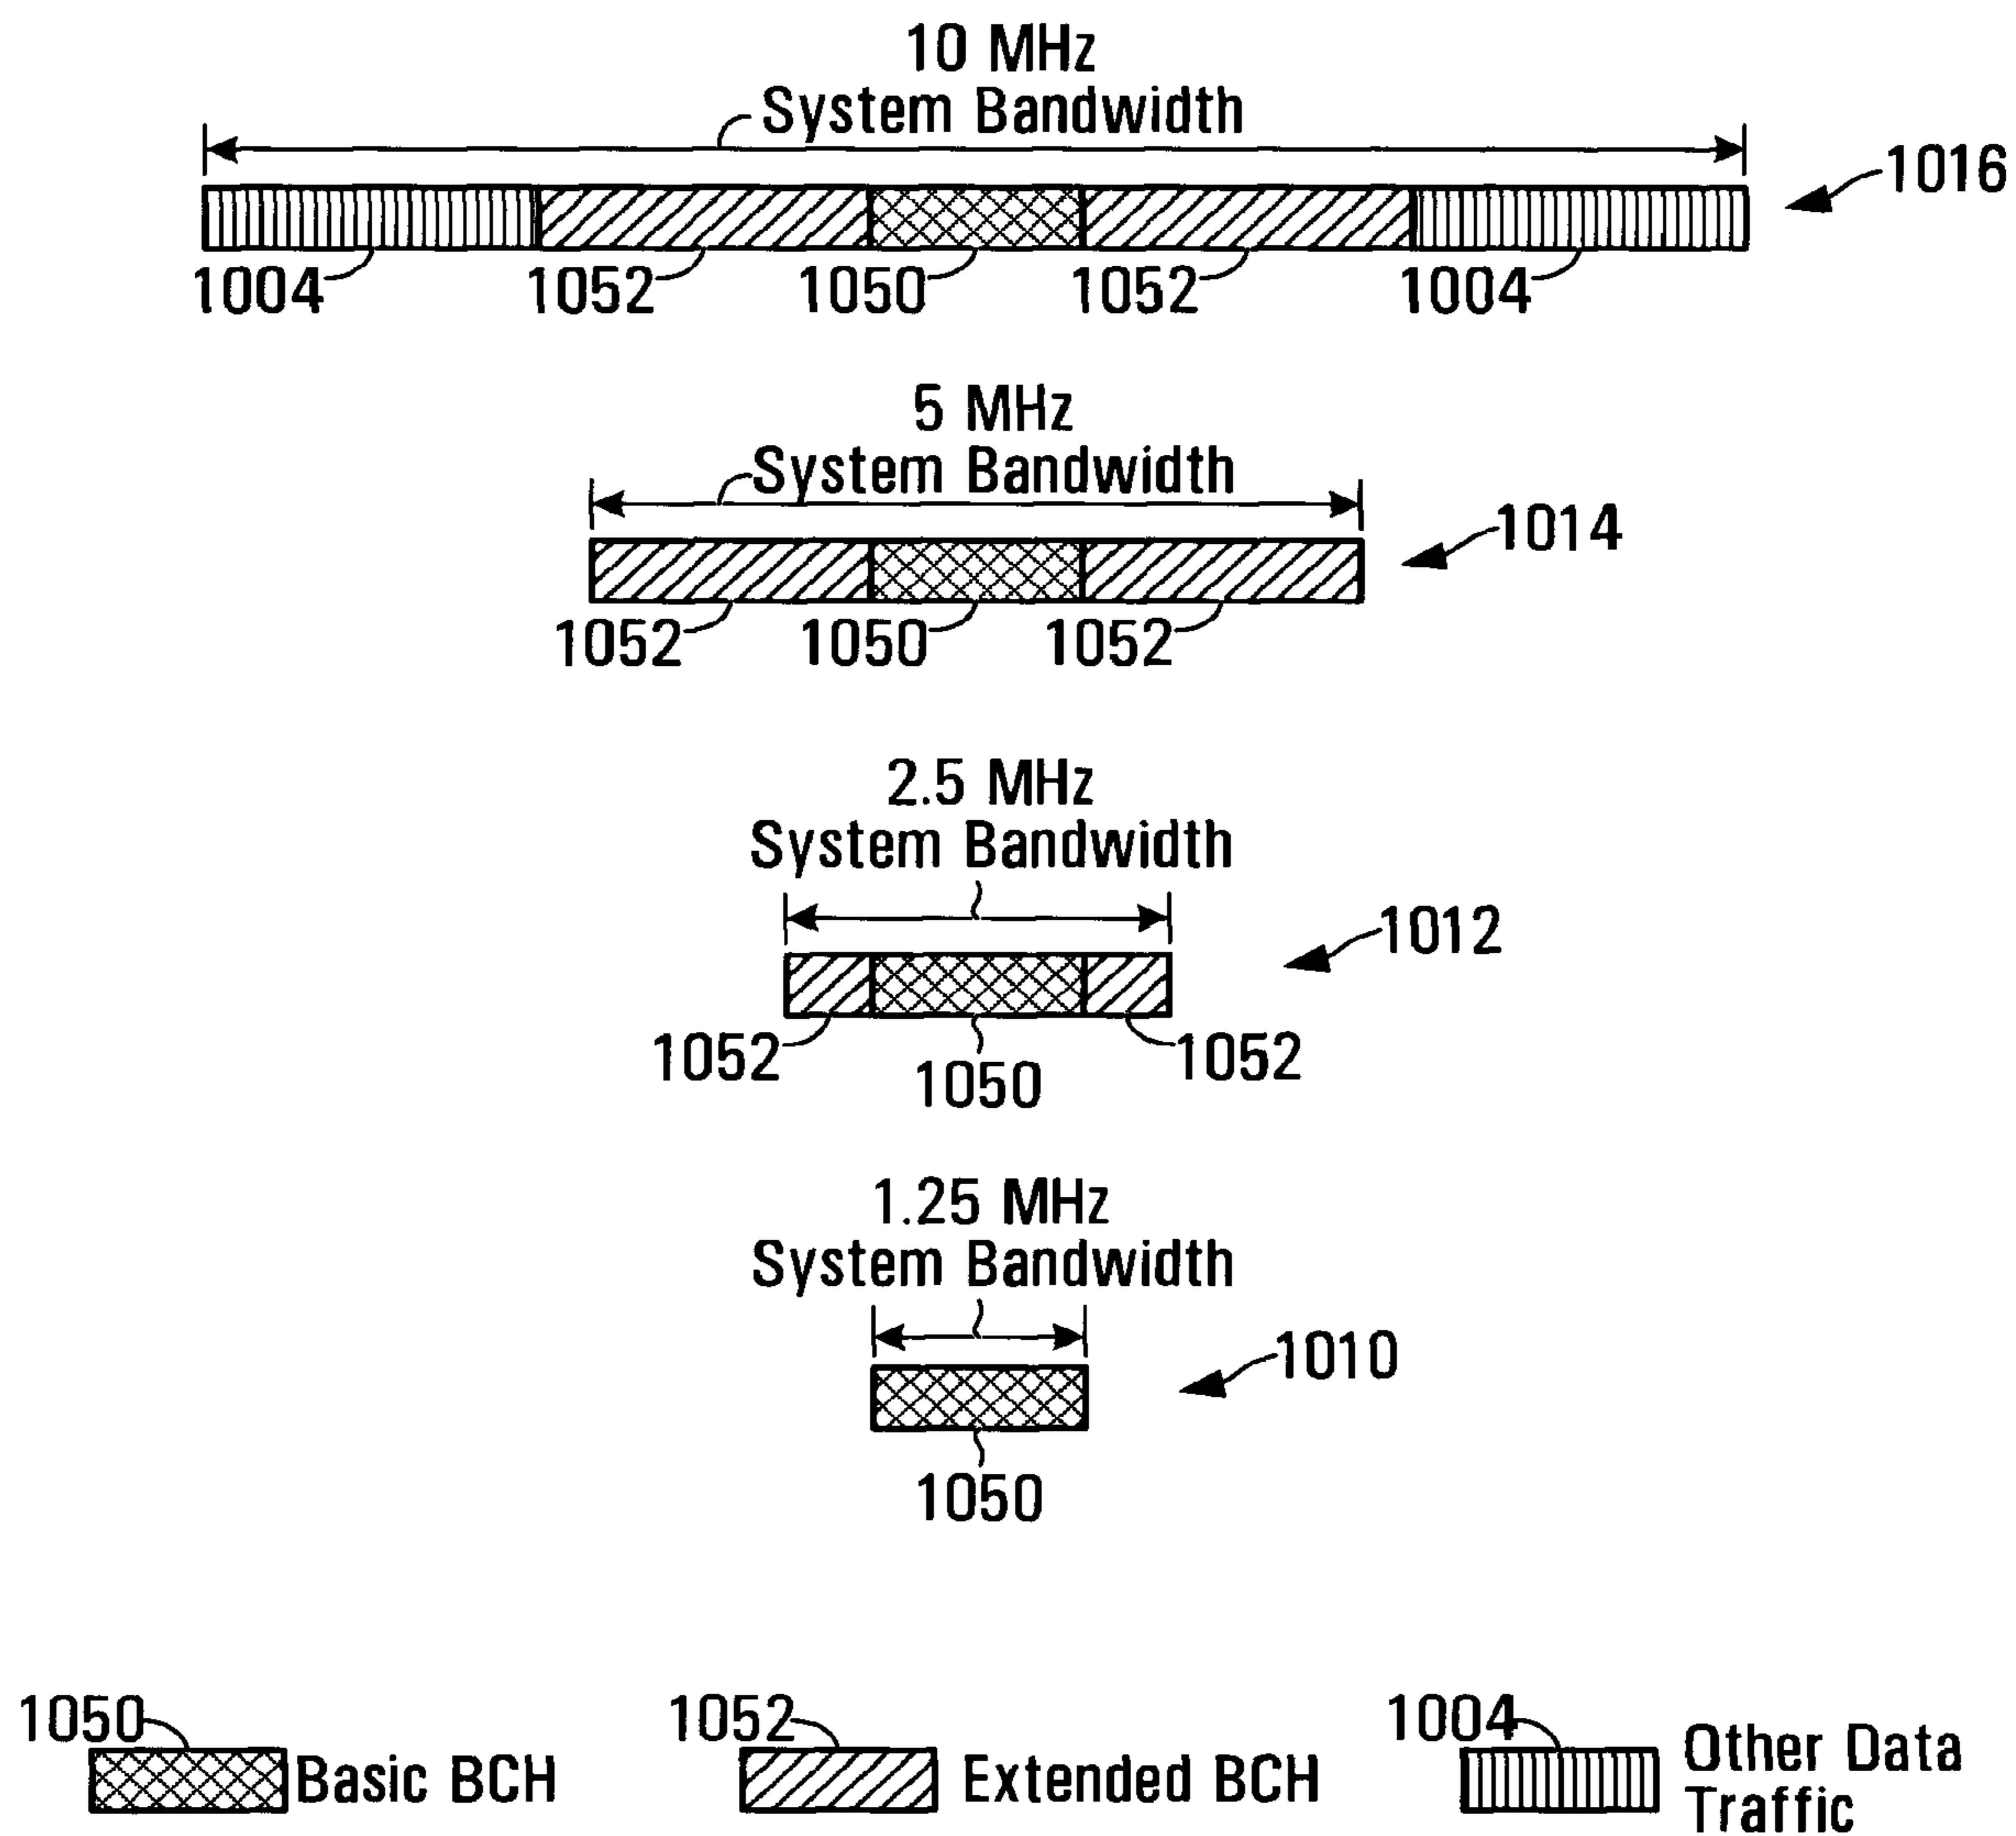 10 MHz
System Bandwidth
1016
1004 1052 1050 1052 1004
5 MHz
System Bandwidth
1014
1052 1050 1052
2.5 MHz
System Bandwidth
1012
1052 1050 1052
1.25 MHz
System Bandwidth
1010
1050
1050 Basic BCH
1052 Extended BCH
1004 Other Data
Traffic